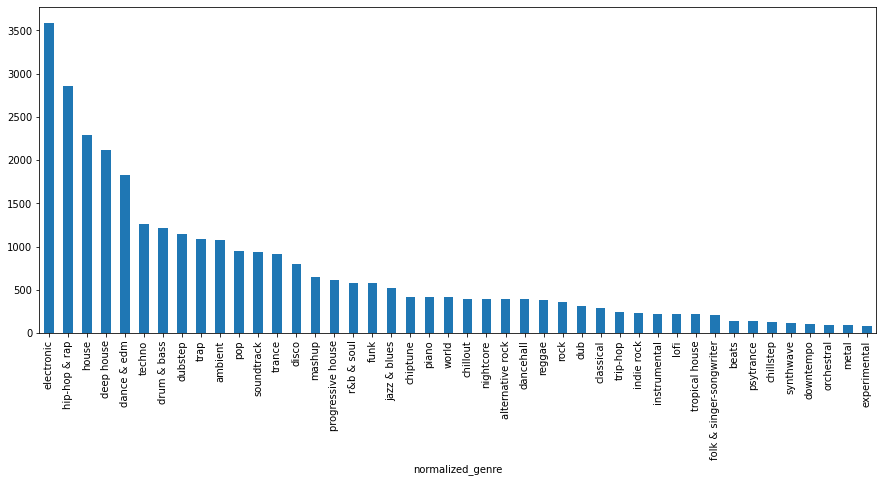 3500
3000
2500
2000
1500
1000
500
0
electronic
hip-hop & rap
house
deep house
dance & edm
techno
drum & bass
dubstep
trap
ambient
pop
soundtrack
trance
disco
mashup
progressive house
r&b & soul
funk
jazz & blues
chiptune
piano
world
chillout
nightcore
alternative rock
dancehall
reggae
rock
dub
classical
trip-hop
indie rock
instrumental
lofi
tropical house
folk & singer-songwriter
beats
psytrance
chillstep
synthwave
downtempo
orchestral
metal
experimental
normalized_genre